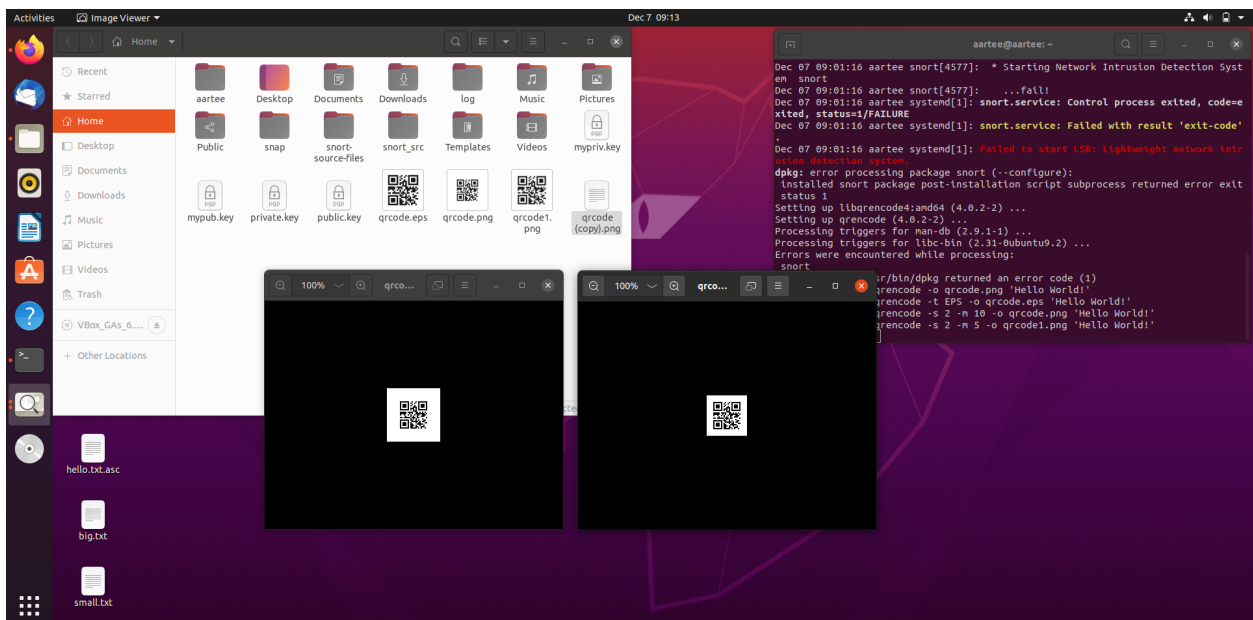 Activities
Image Viewer
Dec 7 09:13
Home
Recent
Starred
Home
Desktop
Documents
Downloads
Music
Pictures
Videos
Trash
VBox_GAs_6....
Other Locations
aartee
Desktop
Documents
Downloads
log
Music
Pictures
Public
snap
snort-
source-files
snort_src
Templates
Videos
mypriv.key
mypub.key
private.key
public.key
qrcode.eps
qrcode.png
qrcode1.
png
qrcode
(copy).png
aartee@aartee: ~
Dec 07 09:01:16 aartee snort[4577]:  * Starting Network Intrusion Detection Syst
em  snort
Dec 07 09:01:16 aartee snort[4577]:    ...fail!
Dec 07 09:01:16 aartee systemd[1]: snort.service: Control process exited, code=e
xited, status=1/FAILURE
Dec 07 09:01:16 aartee systemd[1]: snort.service: Failed with result 'exit-code'
.
Dec 07 09:01:16 aartee systemd[1]: Failed to start LSB: Lightweight network intr
usion detection system.
dpkg: error processing package snort (--configure):
 installed snort package post-installation script subprocess returned error exit
 status 1
Setting up libqrencode4:amd64 (4.0.2-2) ...
Setting up qrencode (4.0.2-2) ...
Processing triggers for man-db (2.9.1-1) ...
Processing triggers for libc-bin (2.31-0ubuntu9.2) ...
Errors were encountered while processing:
 snort
sr/bin/dpkg returned an error code (1)
qrencode -o qrcode.png 'Hello World!'
qrencode -t EPS -o qrcode.eps 'Hello World!'
qrencode -s 2 -m 10 -o qrcode.png 'Hello World!'
qrencode -s 2 -m 5 -o qrcode1.png 'Hello World!'
100%
qrco...
100%
qrco...
hello.txt.asc
big.txt
small.txt